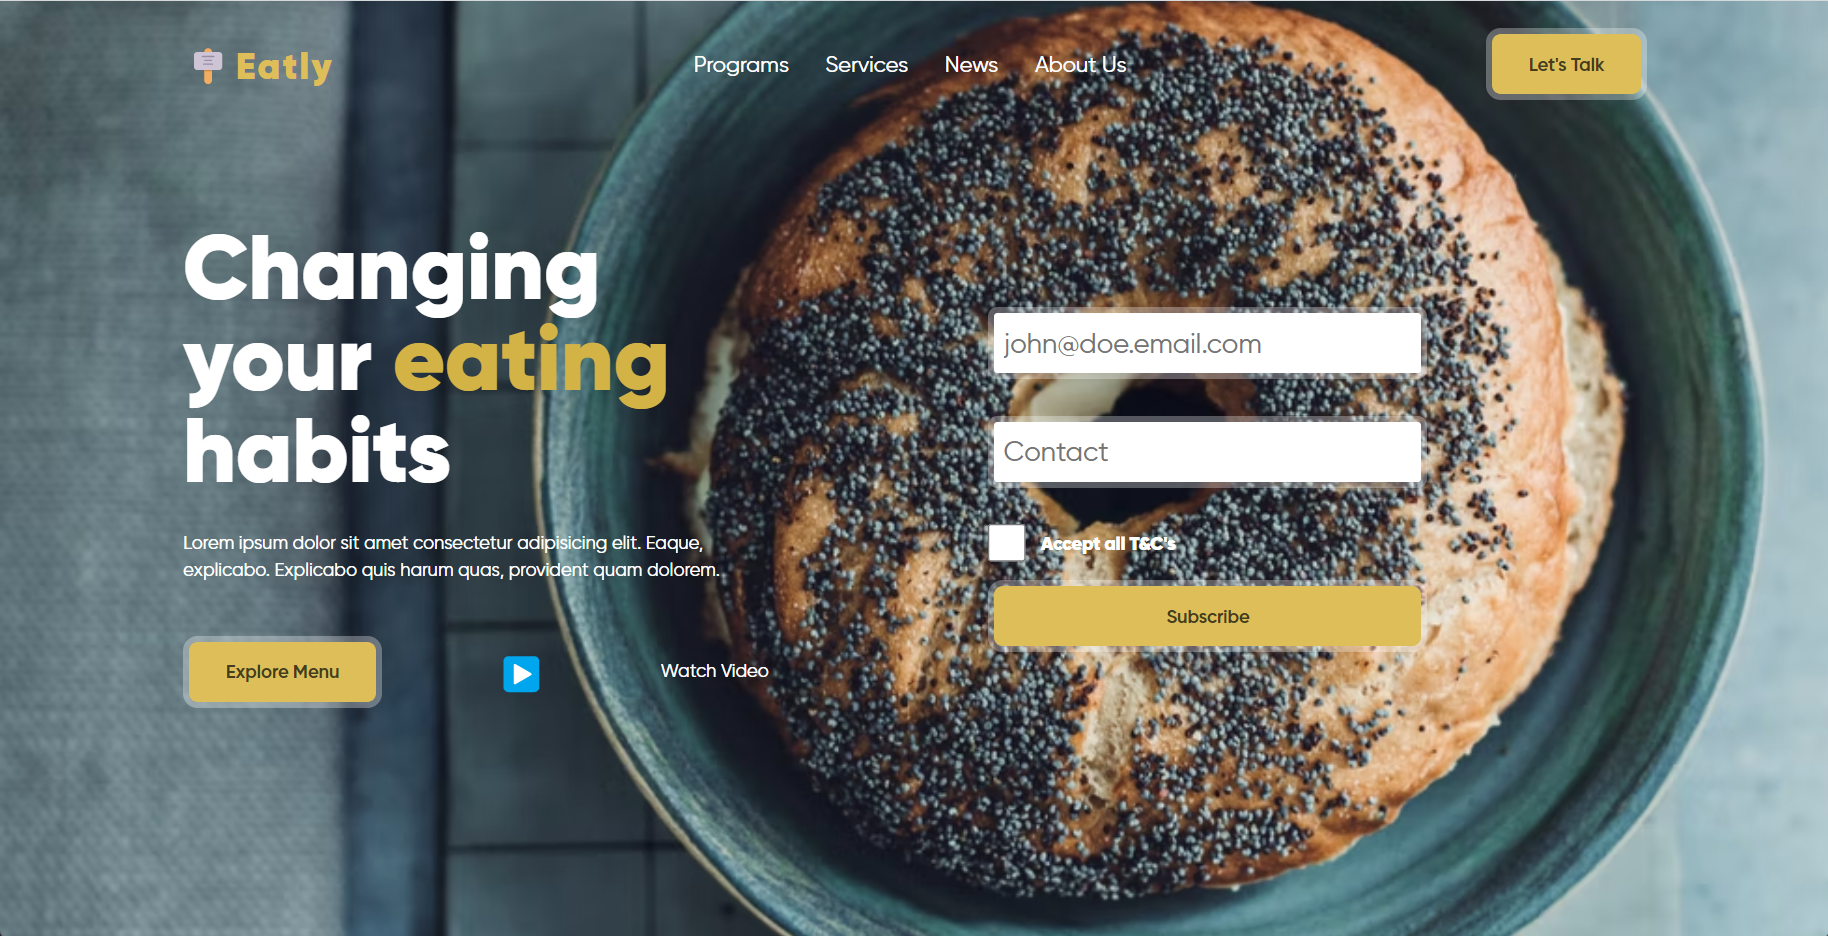 Eatly
Programs
Services
News
About Us
Let's Talk
Changing
your eating
habits
Lorem ipsum dolor sit amet consectetur adipisicing elit. Eaque,
explicabo. Explicabo quis harum quas, provident quam dolorem.
Explore Menu
Watch Video
john@doe.email.com
Contact
Accept all T&C's
Subscribe